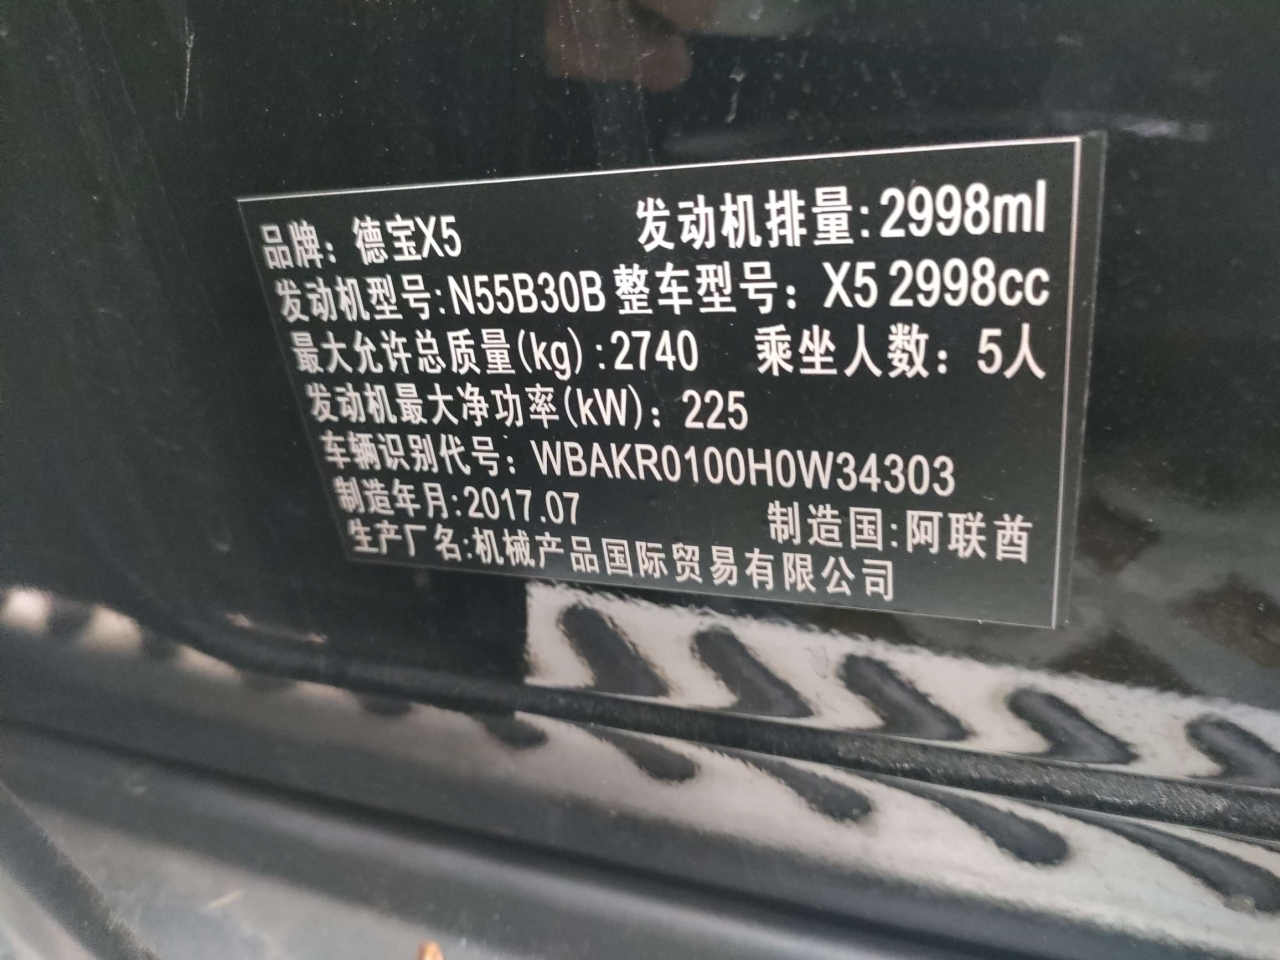 品牌：德宝X5 发动机排量:2998ml
发动机型号:N55B30B 整车型号：X5 2998cc
最大允许总质量(kg):2740 乘坐人数：5人
发动机最大净功率(kW)：225
车辆识别代号：WBAKR0100H0W34303
制造年月:2017.07 制造国:阿联酋
生产厂名:机械产品国际贸易有限公司